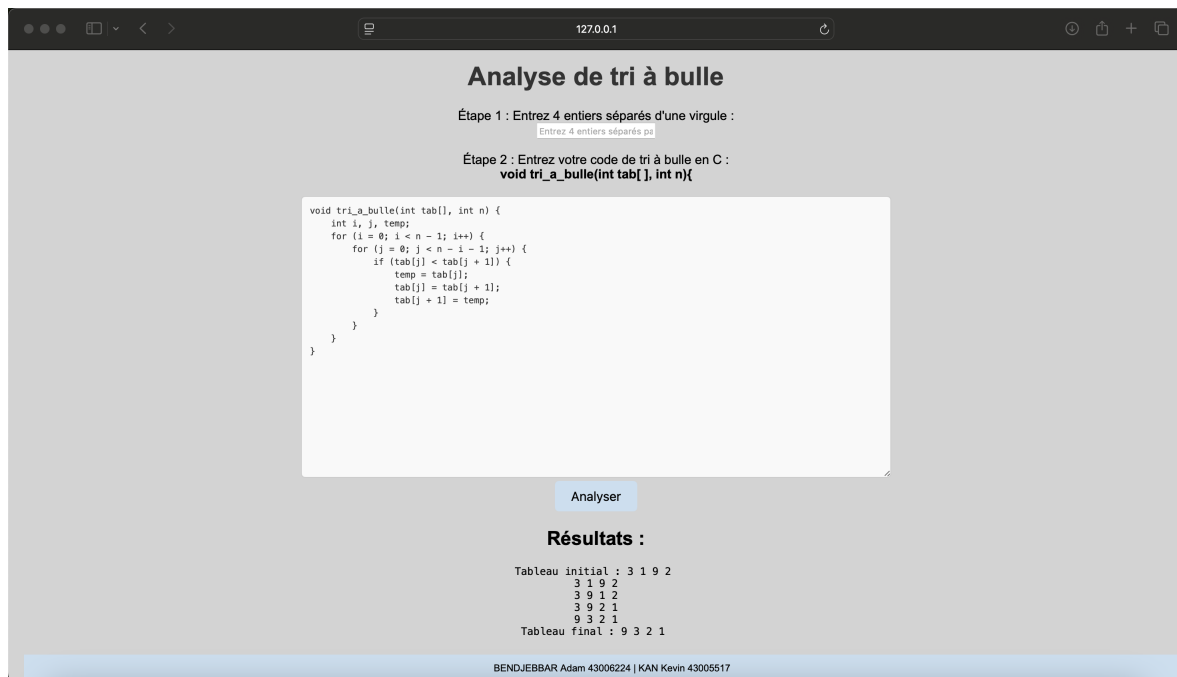 127.0.0.1
Analyse de tri à bulle
Étape 1 : Entrez 4 entiers séparés d'une virgule :
Entrez 4 entiers séparés pa
Étape 2 : Entrez votre code de tri à bulle en C :
void tri_a_bulle(int tab[ ], int n){
void tri_a_bulle(int tab[], int n) {
    int i, j, temp;
    for (i = 0; i < n - 1; i++) {
        for (j = 0; j < n - i - 1; j++) {
            if (tab[j] < tab[j + 1]) {
                temp = tab[j];
                tab[j] = tab[j + 1];
                tab[j + 1] = temp;
            }
        }
    }
}
Analyser
Résultats :
Tableau initial : 3 1 9 2
3 1 9 2
3 9 1 2
3 9 2 1
9 3 2 1
Tableau final : 9 3 2 1
BENDJEBBAR Adam 43006224 | KAN Kevin 43005517